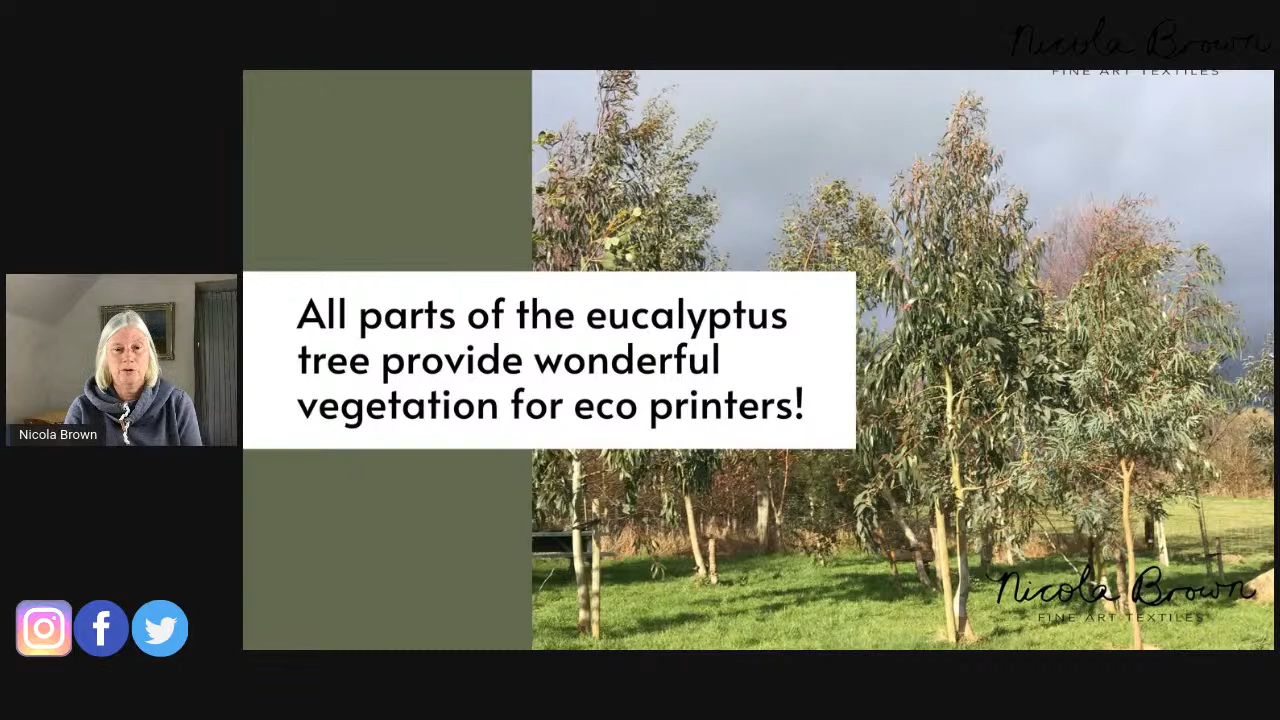 Nicola Brown
FINE ART TEXTILES
All parts of the eucalyptus
tree provide wonderful
vegetation for eco printers!
Nicola Brown
Nicola Brown
FINE ART TEXTILES